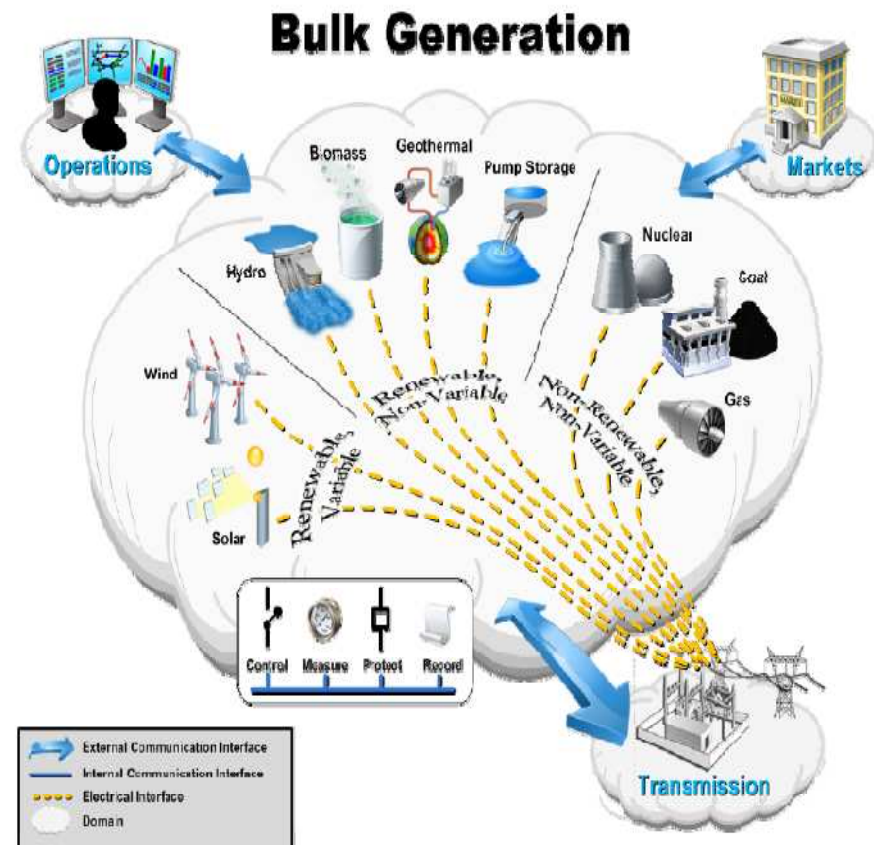 Bulk Generation
Operations
Markets
MARKET
Biomass
Geothermal
Pump Storage
Hydro
Nuclear
Coal
Wind
Gas
Solar
Renewable,
Variable
Renewable,
Non-Variable
Non-Renewable,
Non-Variable
Control
Measure
Protect
Record
Transmission
External Communication Interface
Internal Communication Interface
Electrical Interface
Domain